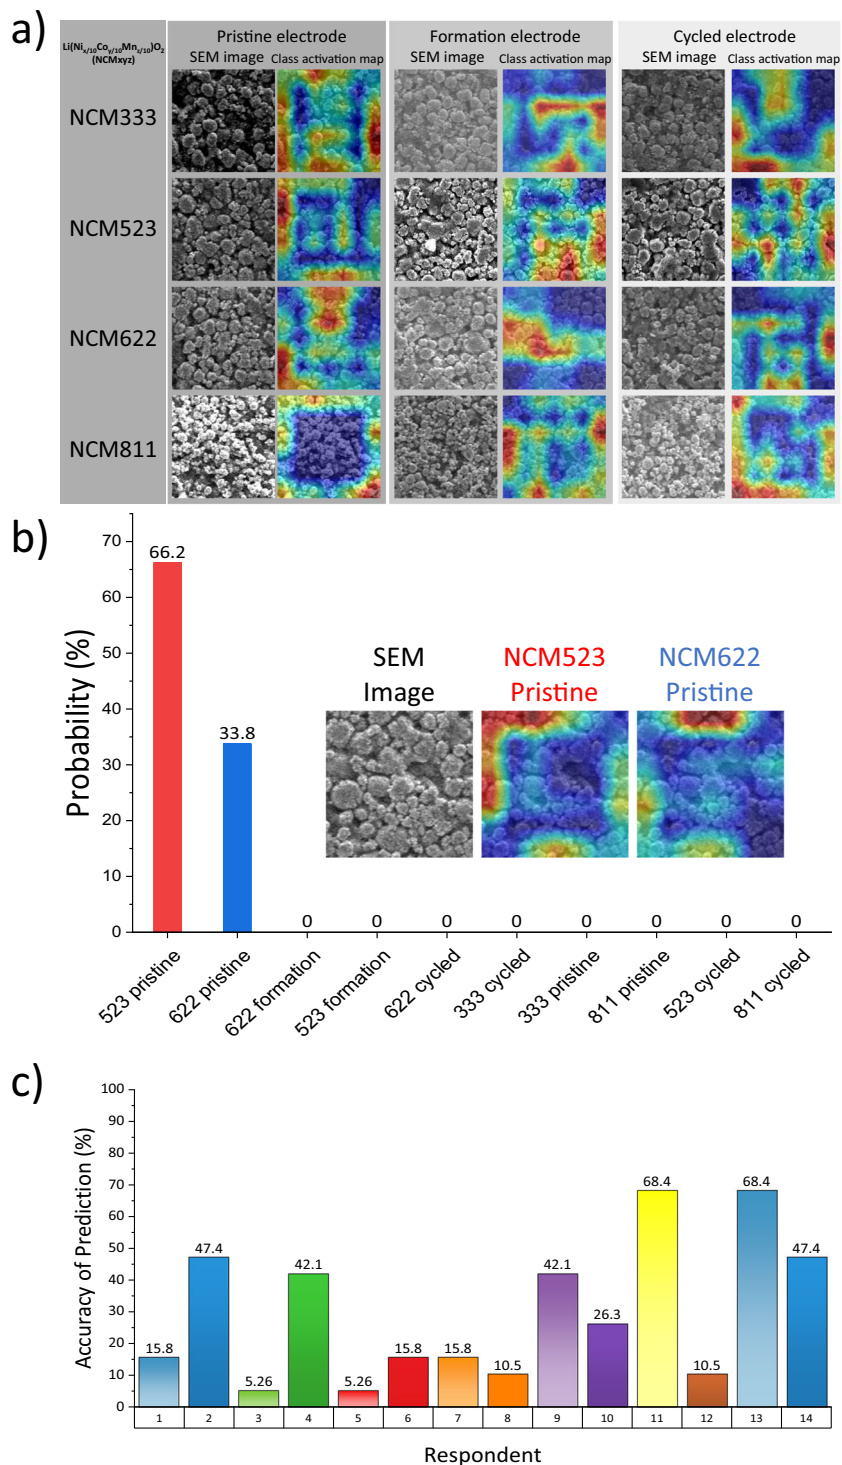 a)
Li(Nix/10Coy/10Mnz/10)O2
(NCMxyz)
Pristine electrode
SEM image Class activation map
Formation electrode
SEM image Class activation map
Cycled electrode
SEM image Class activation map
NCM333
NCM523
NCM622
NCM811
b)
Probability (%)
70
60
50
40
30
20
10
0
66.2
33.8
0 0 0 0 0 0 0 0
SEM
Image
NCM523
Pristine
NCM622
Pristine
523 pristine
622 pristine
622 formation
523 formation
622 cycled
333 cycled
333 pristine
811 pristine
523 cycled
811 cycled
c)
Accuracy of Prediction (%)
100
90
80
70
60
50
40
30
20
10
0
15.8
47.4
5.26
42.1
5.26
15.8
15.8
10.5
42.1
26.3
68.4
10.5
68.4
47.4
1 2 3 4 5 6 7 8 9 10 11 12 13 14
Respondent